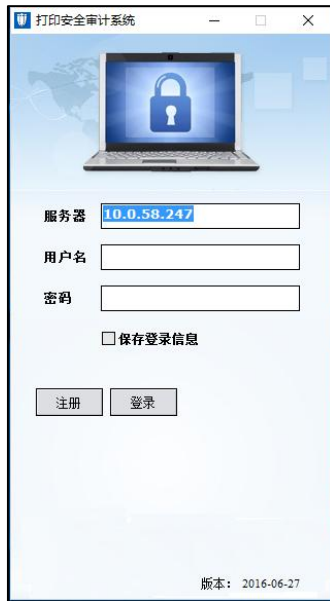 打印安全审计系统
服务器 10.0.58.247
用户名
密码
保存登录信息
注册 登录
版本： 2016-06-27